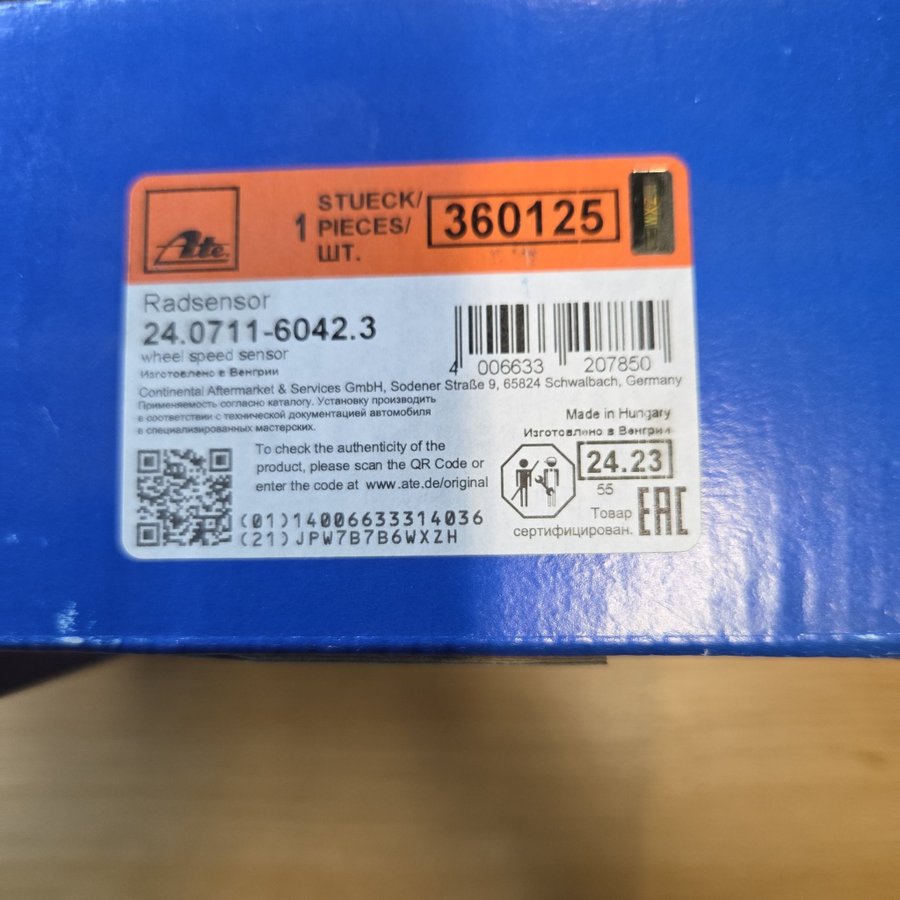 Ate
1
STUECK/
PIECES/
ШТ.
360125
Radsensor
24.0711-6042.3
wheel speed sensor
Изготовлено в Венгрии
4 006633 207850
Continental Aftermarket & Services GmbH, Sodener Straße 9, 65824 Schwalbach, Germany
Применяемость согласно каталогу. Установку производить
в соответствии с технической документацией автомобиля
в специализированных мастерских.
Made in Hungary
Изготовлено в Венгрии
To check the authenticity of the
product, please scan the QR Code or
enter the code at www.ate.de/original
24.23
55
(01)14006633314036
(21)JPW7B7B6WXZH
Товар
сертифицирован.
EAC